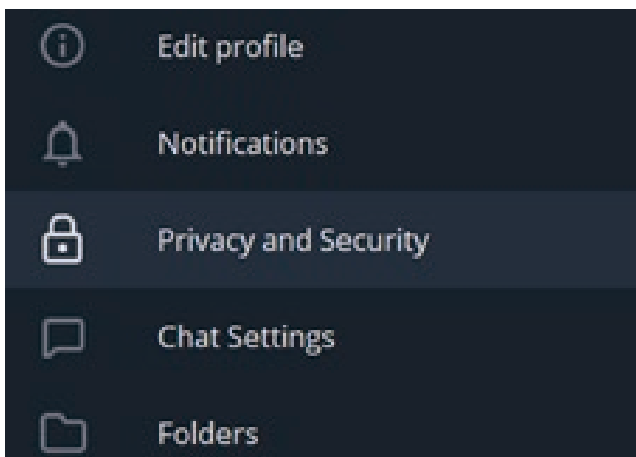 Edit profile
Notifications
Privacy and Security
Chat Settings
Folders